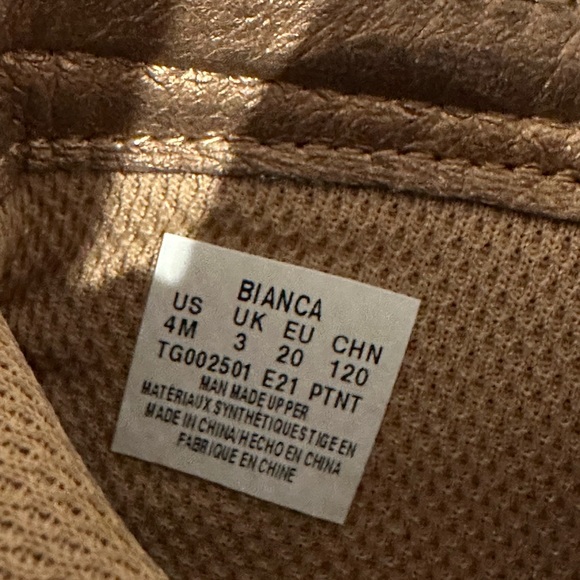 BIANCA
US UK EU CHN
4M 3 20 120
TG002501 E21 PTNT
MAN MADE UPPER
MATÉRIAUX SYNTHÉTIQUES TIGE EN
MADE IN CHINA/HECHO EN CHINA
FABRIQUE EN CHINE